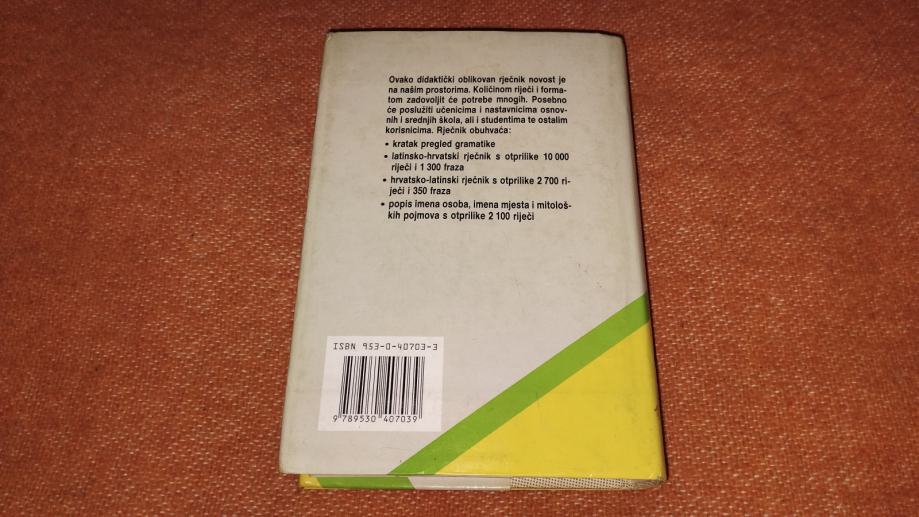 Ovako didaktički oblikovan rječnik novost je
na našim prostorima. Količinom riječi i forma-
tom zadovoljit će potrebe mnogih. Posebno
će poslužiti učenicima i nastavnicima osnov-
nih i srednjih škola, ali i studentima te ostalim
korisnicima. Rječnik obuhvaća:
• kratak pregled gramatike
• latinsko-hrvatski rječnik s otprilike 10 000
riječi i 1 300 fraza
• hrvatsko-latinski rječnik s otprilike 2 700 ri-
ječi i 350 fraza
• popis imena osoba, imena mjesta i mitološ-
kih pojmova s otprilike 2 100 riječi
ISBN 953-0-40703-3
9 789530 407039